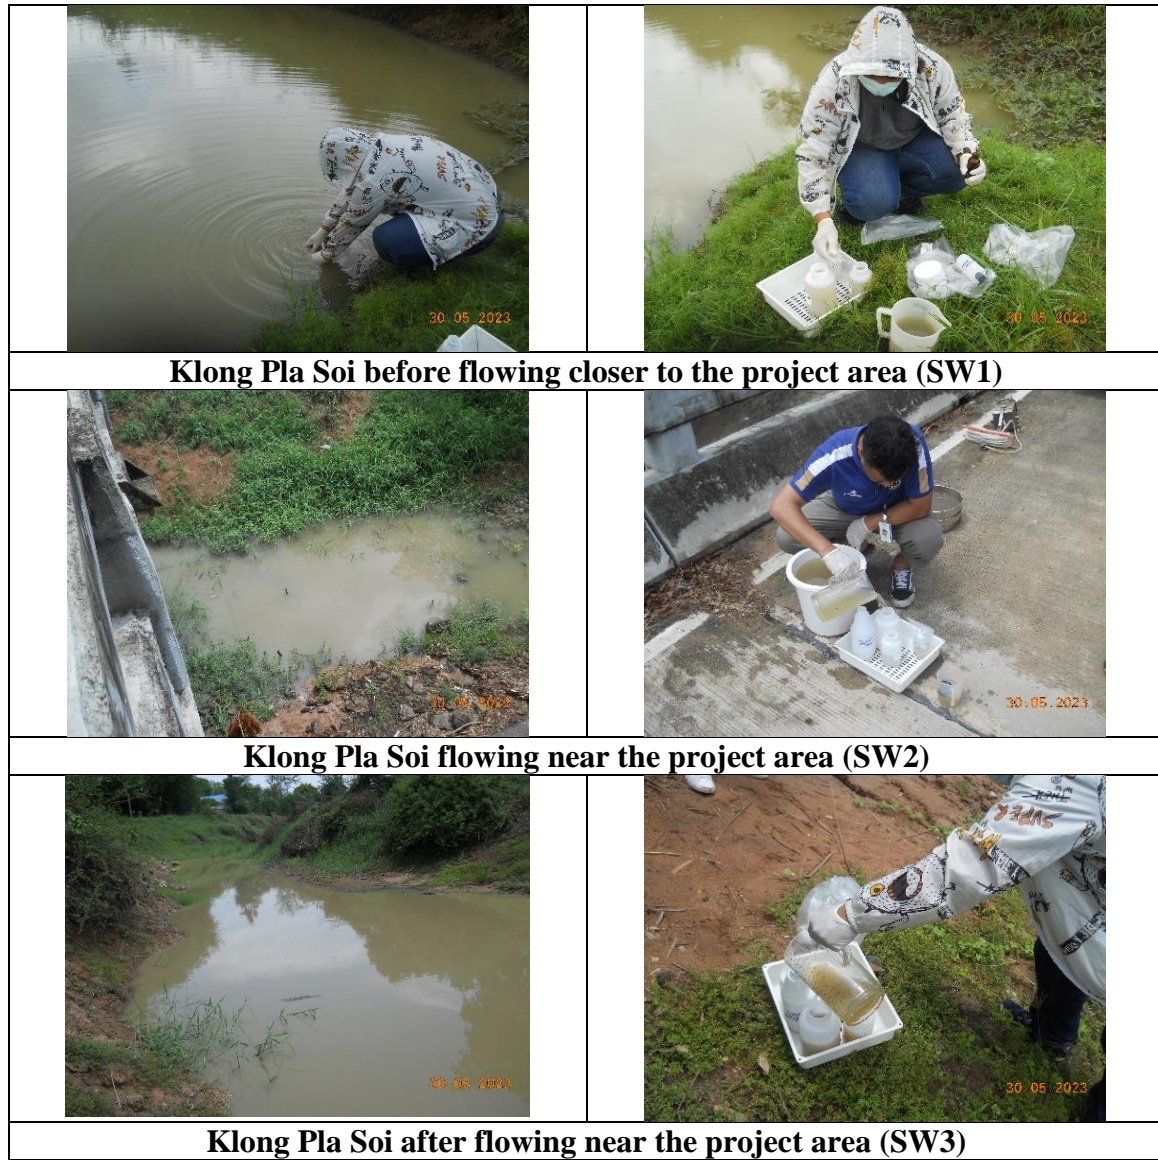 30 05 2023
30 05 2023
Klong Pla Soi before flowing closer to the project area (SW1)
30.05.2023
30.05.2023
Klong Pla Soi flowing near the project area (SW2)
30 05 2023
SUPER
30 05 2023
Klong Pla Soi after flowing near the project area (SW3)